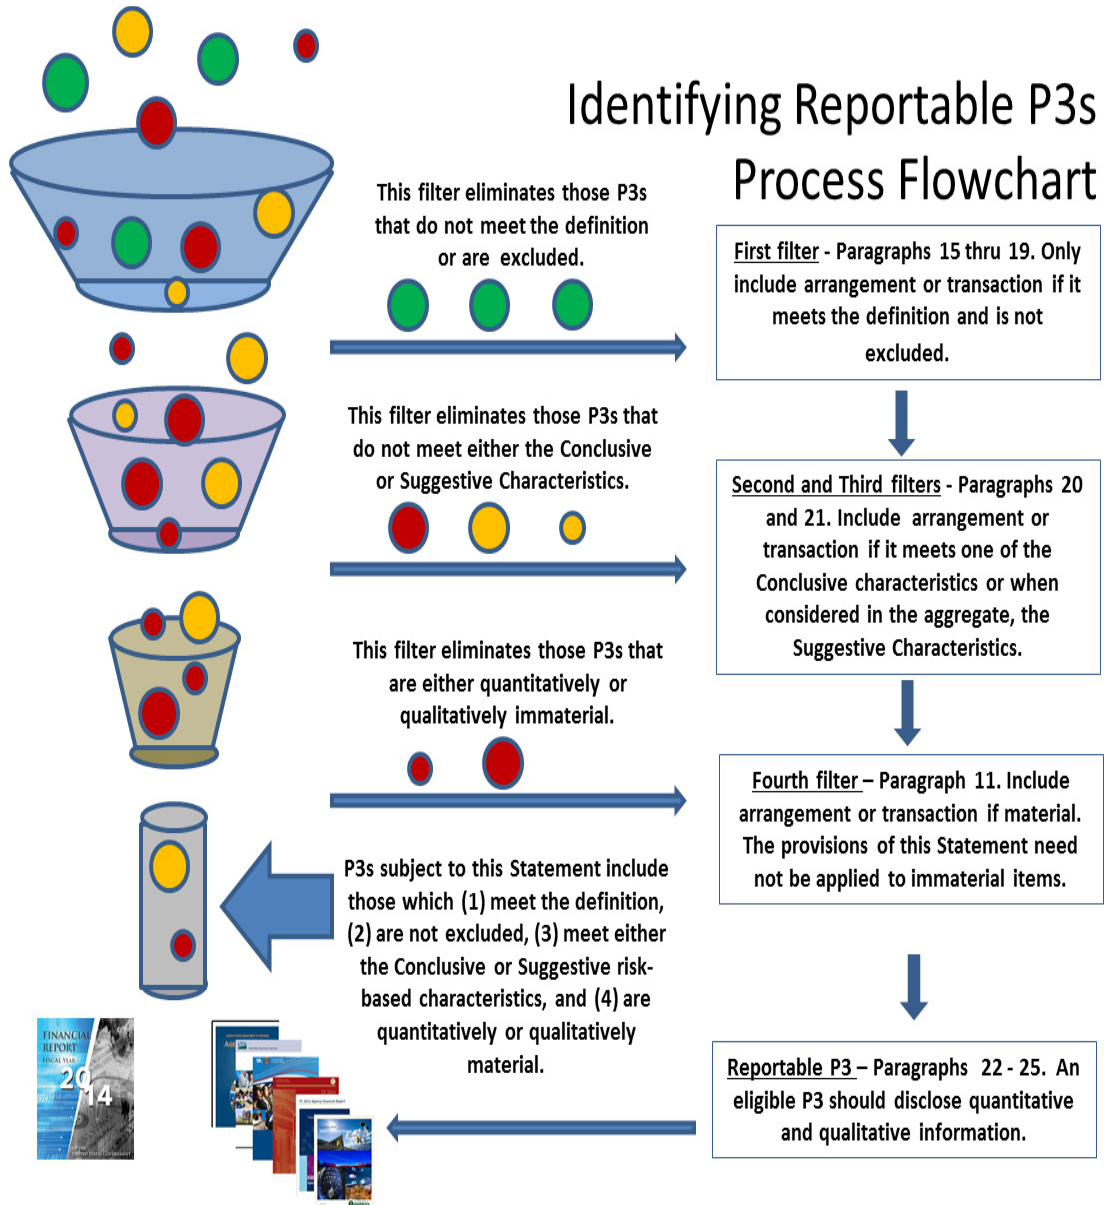 Identifying Reportable P3s
Process Flowchart
This filter eliminates those P3s
that do not meet the definition
or are excluded.
First filter - Paragraphs 15 thru 19. Only
include arrangement or transaction if it
meets the definition and is not
excluded.
This filter eliminates those P3s that
do not meet either the Conclusive
or Suggestive Characteristics.
Second and Third filters - Paragraphs 20
and 21. Include arrangement or
transaction if it meets one of the
Conclusive characteristics or when
considered in the aggregate, the
Suggestive Characteristics.
This filter eliminates those P3s that
are either quantitatively or
qualitatively immaterial.
Fourth filter – Paragraph 11. Include
arrangement or transaction if material.
The provisions of this Statement need
not be applied to immaterial items.
P3s subject to this Statement include
those which (1) meet the definition,
(2) are not excluded, (3) meet either
the Conclusive or Suggestive risk-
based characteristics, and (4) are
quantitatively or qualitatively
material.
Reportable P3 – Paragraphs 22 - 25. An
eligible P3 should disclose quantitative
and qualitative information.
FINANCIAL
REPORT
FISCAL YEAR
20
14
UNITED STATES GOVERNMENT